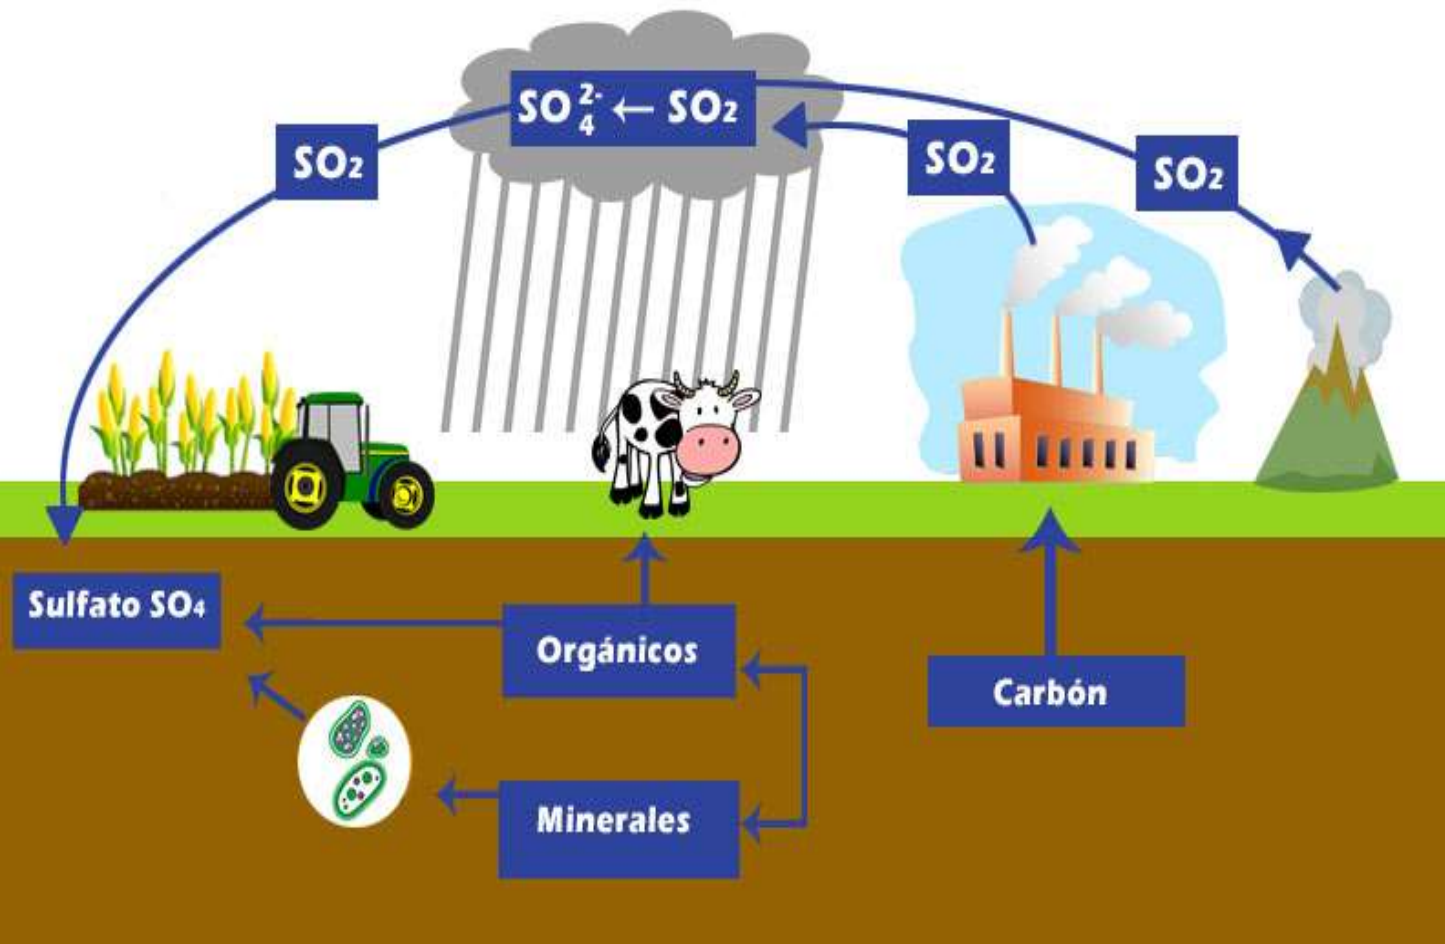 SO₄²⁻ ← SO₂
SO₂
SO₂
SO₂
Sulfato SO₄
Orgánicos
Carbón
Minerales